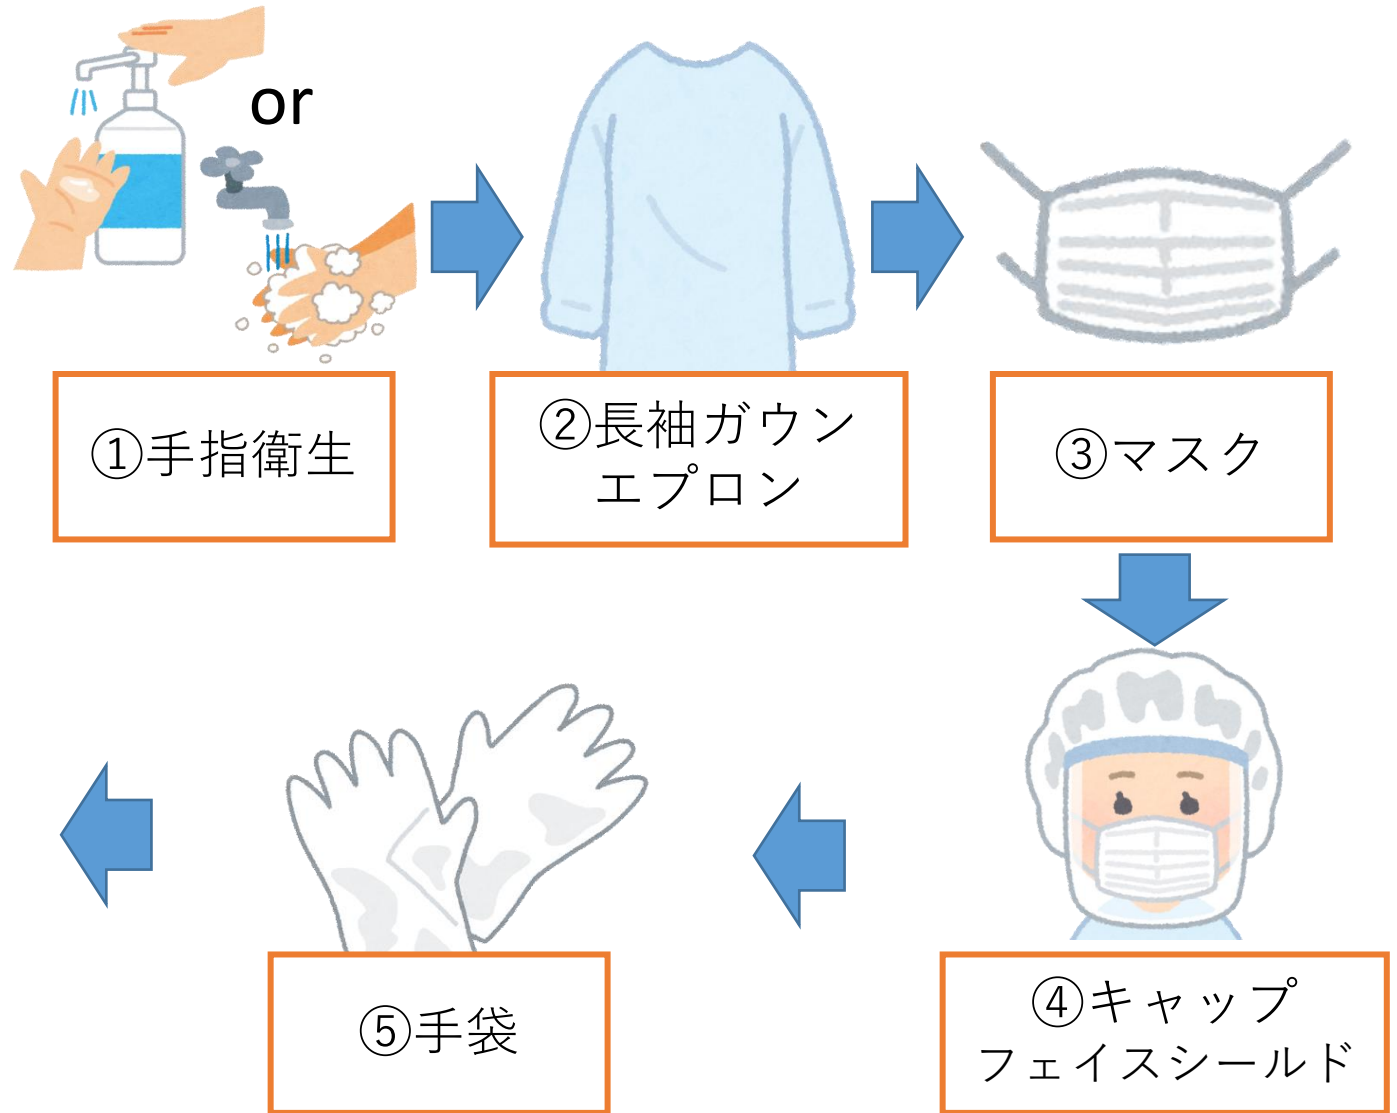 or
①手指衛生
②長袖ガウン
エプロン
③マスク
④キャップ
フェイスシールド
⑤手袋